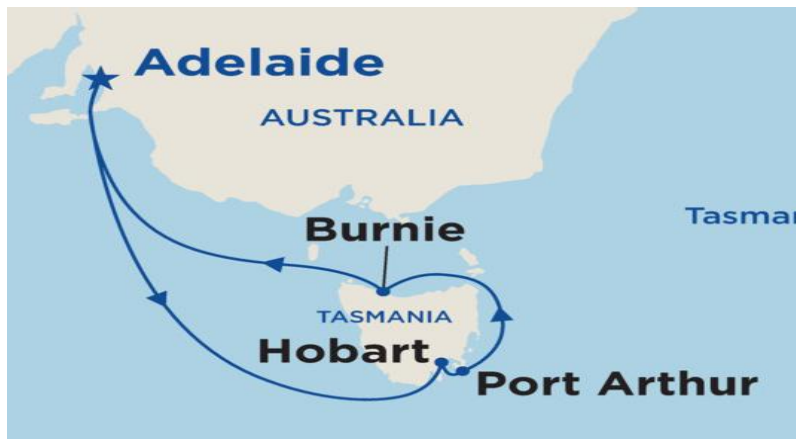 Adelaide
AUSTRALIA
Tasma
Burnie
TASMANIA
Hobart
Port Arthur